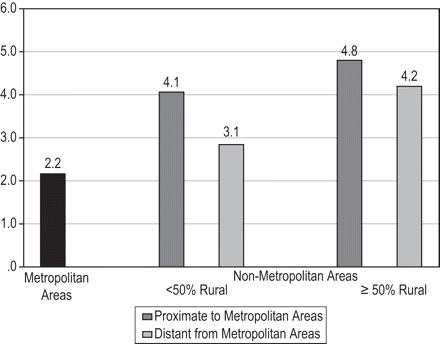 6.0
5.0
4.0
3.0
2.0
1.0
.0
2.2
4.1
3.1
4.8
4.2
Metropolitan
Areas
Non-Metropolitan Areas
<50% Rural
≥ 50% Rural
Proximate to Metropolitan Areas
Distant from Metropolitan Areas